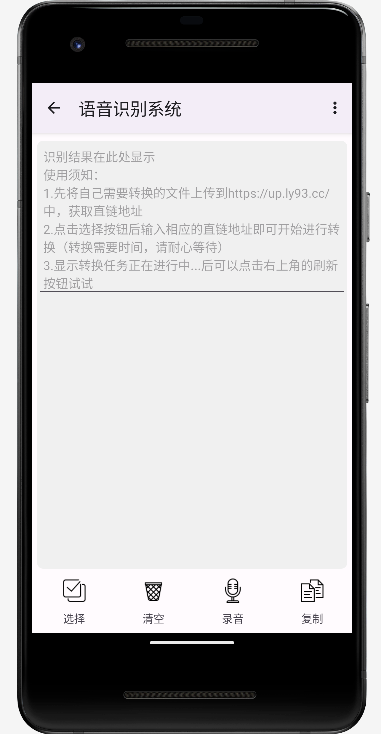 语音识别系统
识别结果在此处显示
使用须知：
1.先将自己需要转换的文件上传到https://up.ly93.cc/
中，获取直链地址
2.点击选择按钮后输入相应的直链地址即可开始进行转
换（转换需要时间，请耐心等待）
3.显示转换任务正在进行中...后可以点击右上角的刷新
按钮试试
选择 清空 录音 复制